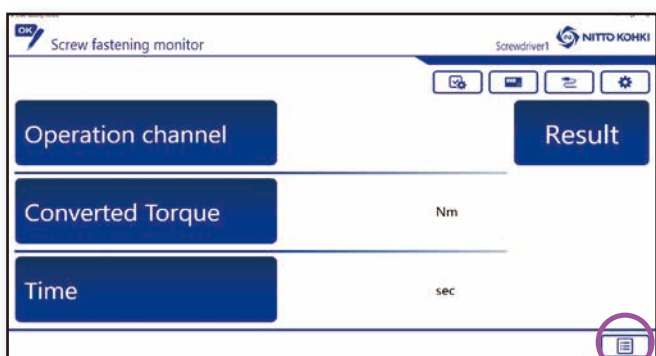 OK
Screw fastening monitor
Screwdriver1
NITTO KOHKI
Operation channel
Result
Converted Torque
Nm
Time
sec